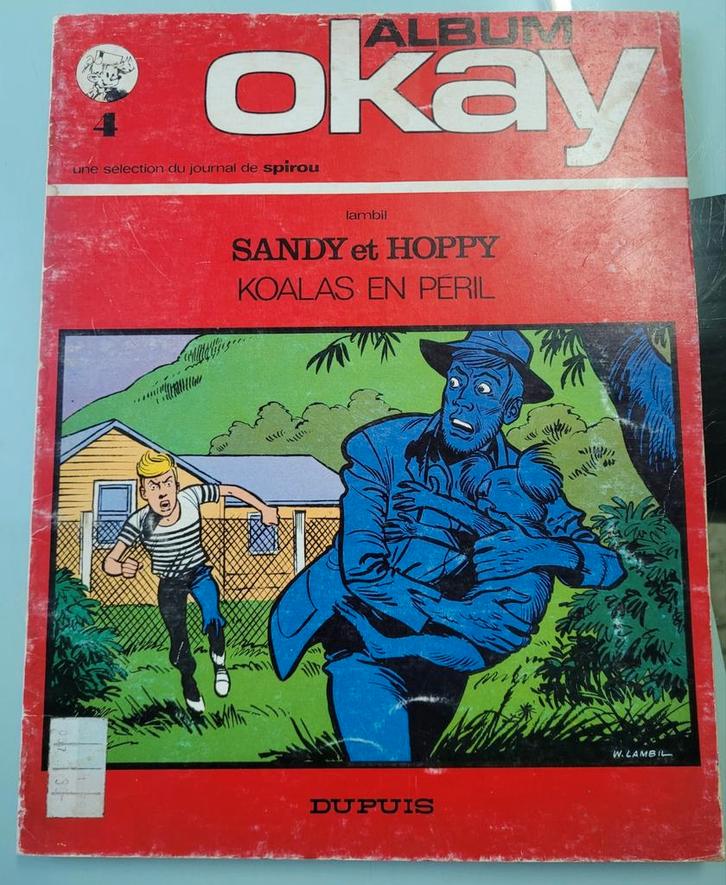 ALBUM
okay
4
une sélection du journal de spirou
lambil
SANDY et HOPPY
KOALAS EN PERIL
W. LAMBIL
DUPUIS